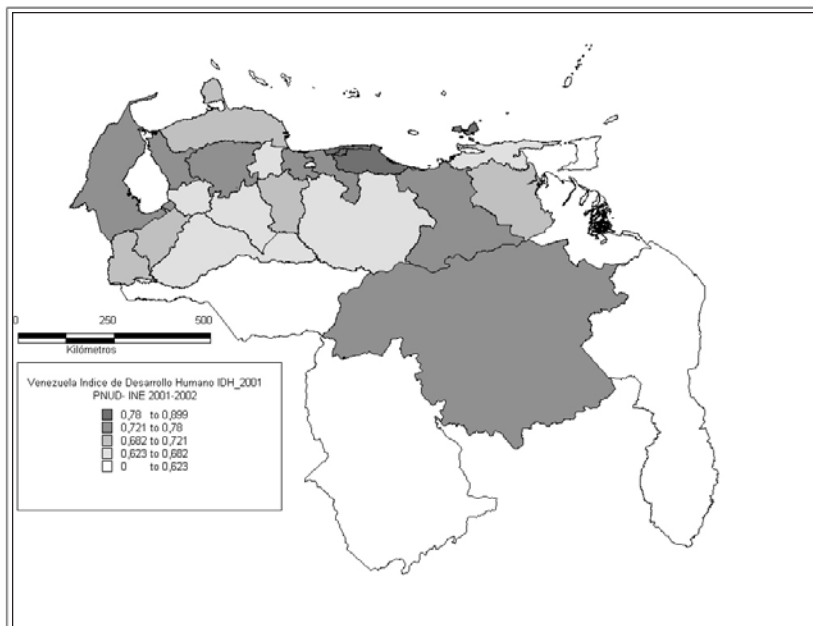 0 250 500
Kilómetros
Venezuela Indice de Desarrollo Humano IDH_2001
PNUD- INE 2001-2002
0,78 to 0,899
0,721 to 0,78
0,682 to 0,721
0,623 to 0,682
0 to 0,623